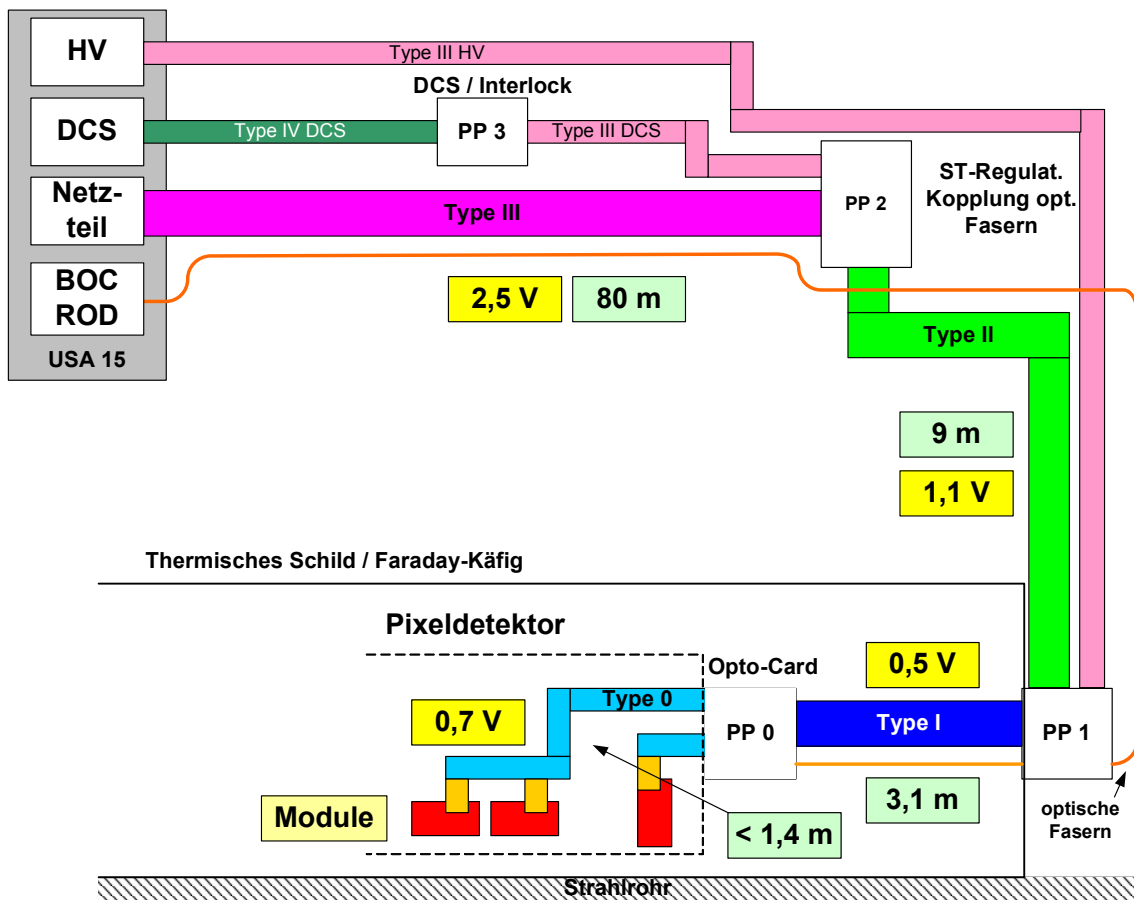 HV
Type III HV
DCS / Interlock
DCS
Type IV DCS
PP 3
Type III DCS
Netz-
teil
Type III
PP 2
ST-Regulat.
Kopplung opt.
Fasern
BOC
ROD
USA 15
2,5 V
80 m
Type II
9 m
1,1 V
Thermisches Schild / Faraday-Käfig
Pixeldetektor
Opto-Card
0,5 V
0,7 V
Type 0
PP 0
Type I
PP 1
Module
< 1,4 m
3,1 m
optische
Fasern
Strahlrohr